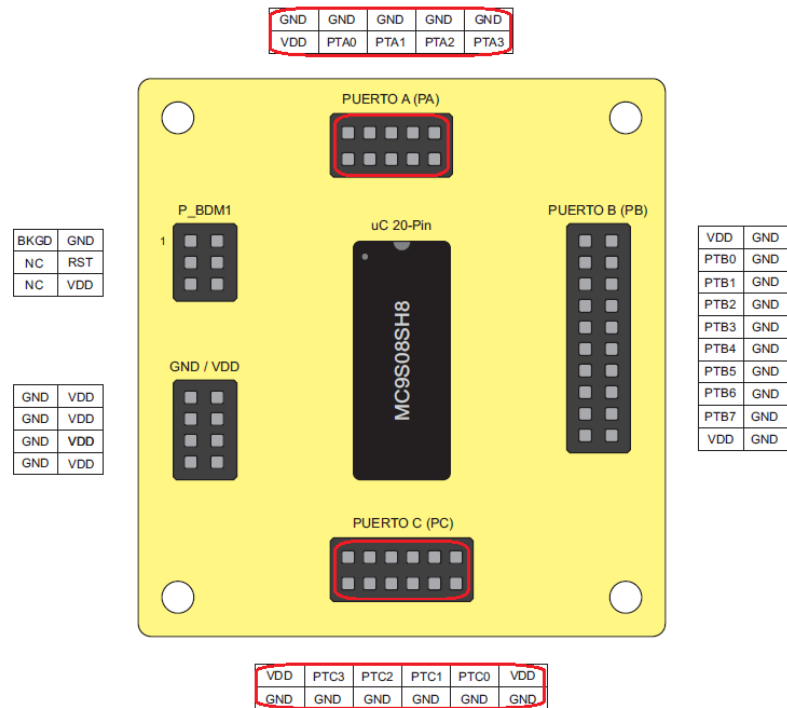 GND GND GND GND GND
VDD PTA0 PTA1 PTA2 PTA3
PUERTO A (PA)
P_BDM1
uC 20-Pin
PUERTO B (PB)
1
BKGD GND
NC RST
NC VDD
MC9S08SH8
VDD GND
PTB0 GND
PTB1 GND
PTB2 GND
PTB3 GND
PTB4 GND
PTB5 GND
PTB6 GND
PTB7 GND
VDD GND
GND / VDD
GND VDD
GND VDD
GND VDD
GND VDD
PUERTO C (PC)
VDD PTC3 PTC2 PTC1 PTC0 VDD
GND GND GND GND GND GND